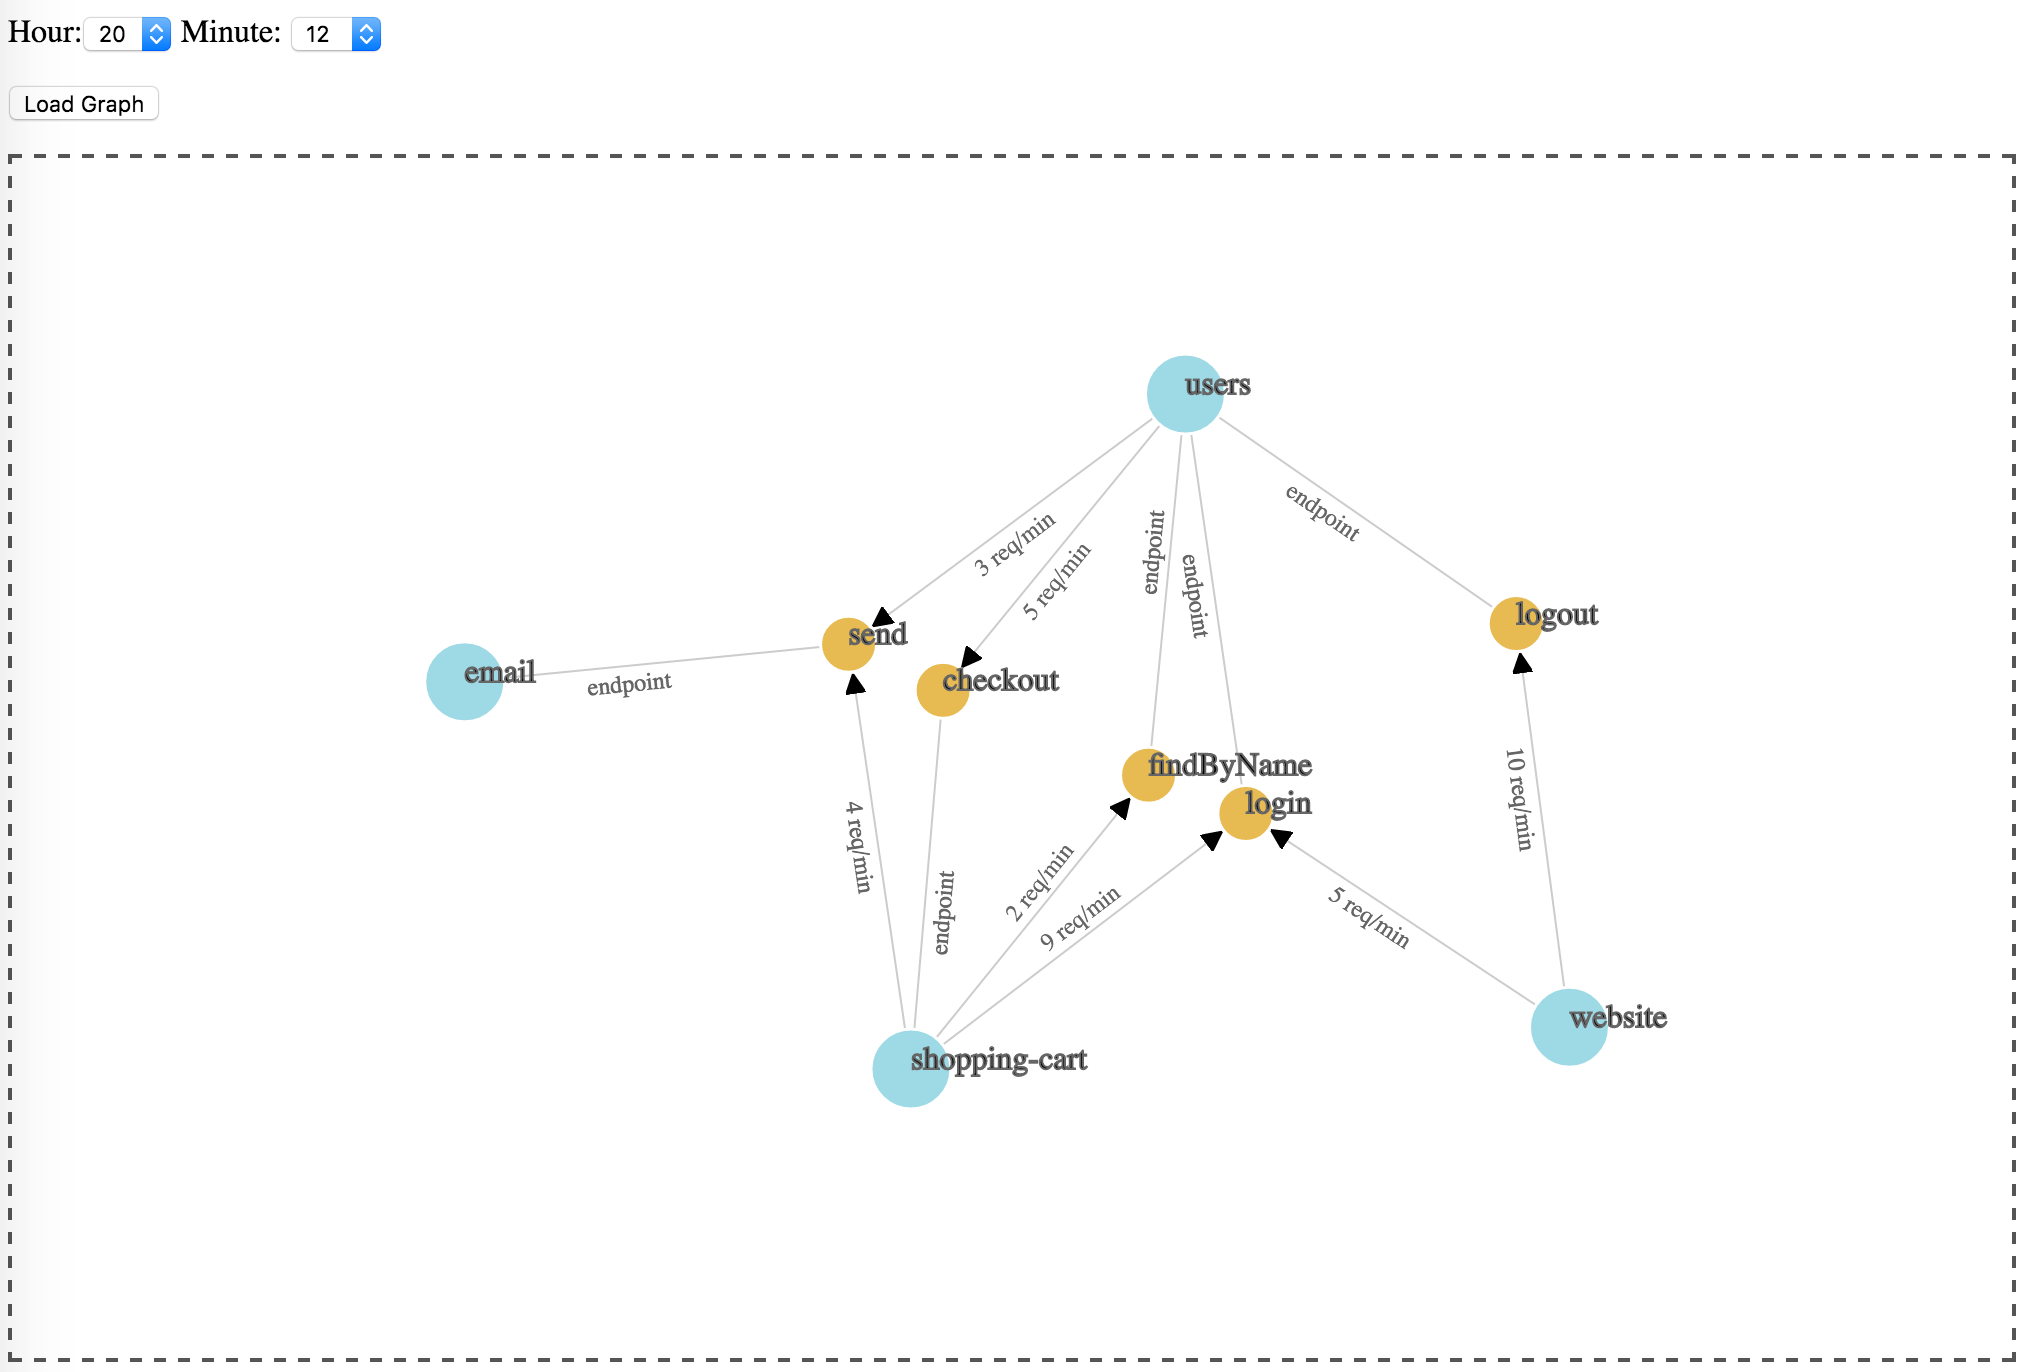 Hour: 20 Minute: 12
Load Graph
users
endpoint
3 req/min
5 req/min
endpoint
endpoint
logout
send
email
endpoint
checkout
findByName
login
10 req/min
4 req/min
2 req/min
9 req/min
5 req/min
endpoint
website
shopping-cart